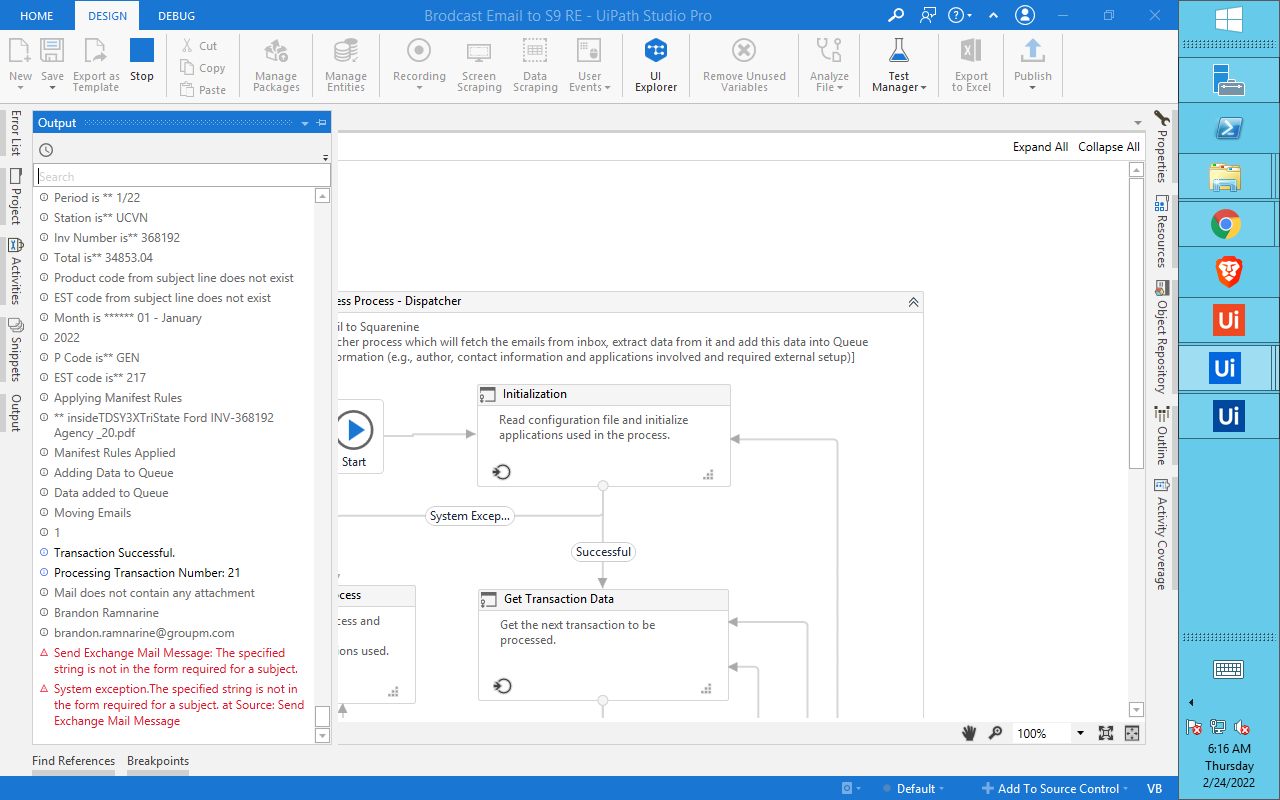 HOME DESIGN DEBUG Brodcast Email to S9 RE - UiPath Studio Pro
New Save Export as Template Stop
Cut
Copy
Paste
Manage Packages
Manage Entities
Recording
Screen Scraping
Data Scraping
User Events
UI Explorer
Remove Unused Variables
Analyze File
Test Manager
Export to Excel
Publish
Error List
Project
Activities
Snippets
Output
Output
Search
Period is ** 1/22
Station is** UCVN
Inv Number is** 368192
Total is** 34853.04
Product code from subject line does not exist
EST code from subject line does not exist
Month is ****** 01 - January
2022
P Code is** GEN
EST code is** 217
Applying Manifest Rules
** insideTDSY3XTriState Ford INV-368192
Agency _20.pdf
Manifest Rules Applied
Adding Data to Queue
Data added to Queue
Moving Emails
1
Transaction Successful.
Processing Transaction Number: 21
Mail does not contain any attachment
Brandon Ramnarine
brandon.ramnarine@groupm.com
Send Exchange Mail Message: The specified
string is not in the form required for a subject.
System exception.The specified string is not in
the form required for a subject. at Source: Send
Exchange Mail Message
Find References Breakpoints
Expand All Collapse All
ess Process - Dispatcher
il to Squarenine
cher process which will fetch the emails from inbox, extract data from it and add this data into Queue
ormation (e.g., author, contact information and applications involved and required external setup)]
Initialization
Read configuration file and initialize
applications used in the process.
Start
System Excep...
Successful
ocess
cess and
ions used.
Get Transaction Data
Get the next transaction to be
processed.
100%
Properties
Resources
Object Repository
Outline
Activity Coverage
Default Add To Source Control VB
Ui
Ui
Ui
6:16 AM
Thursday
2/24/2022